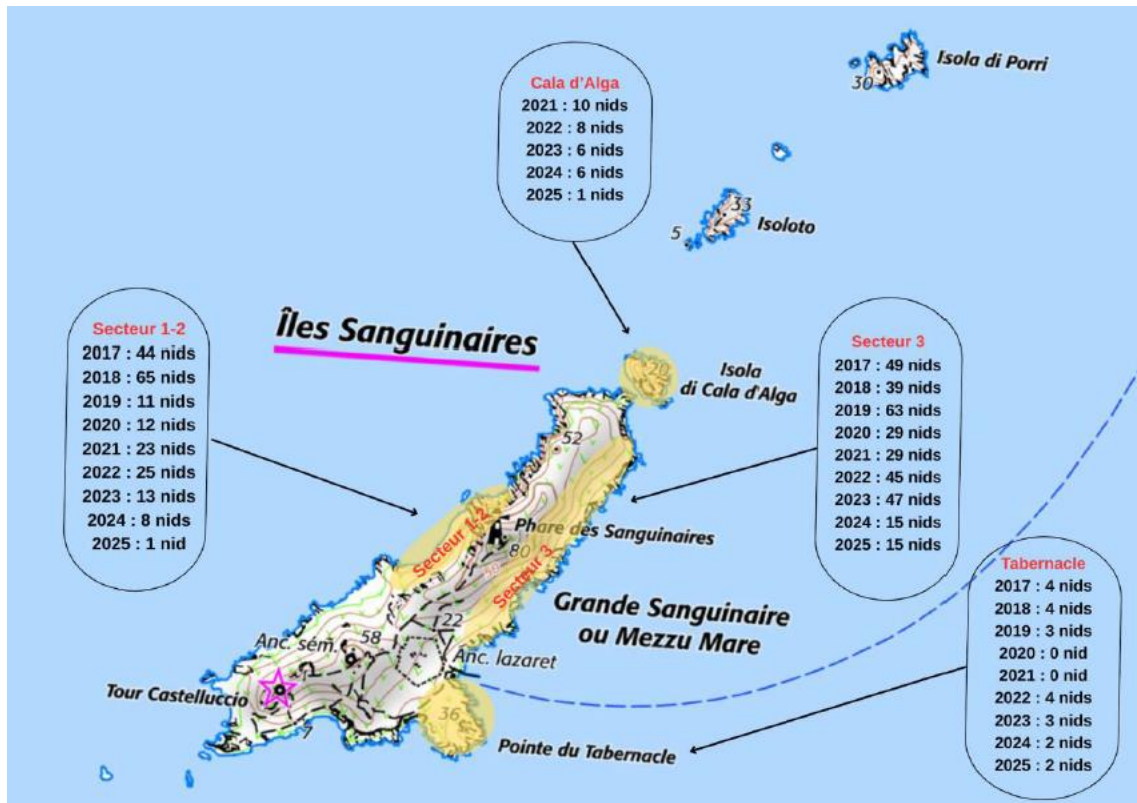 Isola di Porri
30
Cala d'Alga
2021 : 10 nids
2022 : 8 nids
2023 : 6 nids
2024 : 6 nids
2025 : 1 nids
33
5
Isoloto
Îles Sanguinaires
Secteur 1-2
2017 : 44 nids
2018 : 65 nids
2019 : 11 nids
2020 : 12 nids
2021 : 23 nids
2022 : 25 nids
2023 : 13 nids
2024 : 8 nids
2025 : 1 nid
20
Isola
di Cala d'Alga
Secteur 3
2017 : 49 nids
2018 : 39 nids
2019 : 63 nids
2020 : 29 nids
2021 : 29 nids
2022 : 45 nids
2023 : 47 nids
2024 : 15 nids
2025 : 15 nids
52
Secteur 1-2
Phare des Sanguinaires
80
58
Secteur 3
Grande Sanguinaire
ou Mezzu Mare
22
58
Anc. sém.
Anc. lazaret
Tour Castelluccio
7
36
Pointe du Tabernacle
Tabernacle
2017 : 4 nids
2018 : 4 nids
2019 : 3 nids
2020 : 0 nid
2021 : 0 nid
2022 : 4 nids
2023 : 3 nids
2024 : 2 nids
2025 : 2 nids